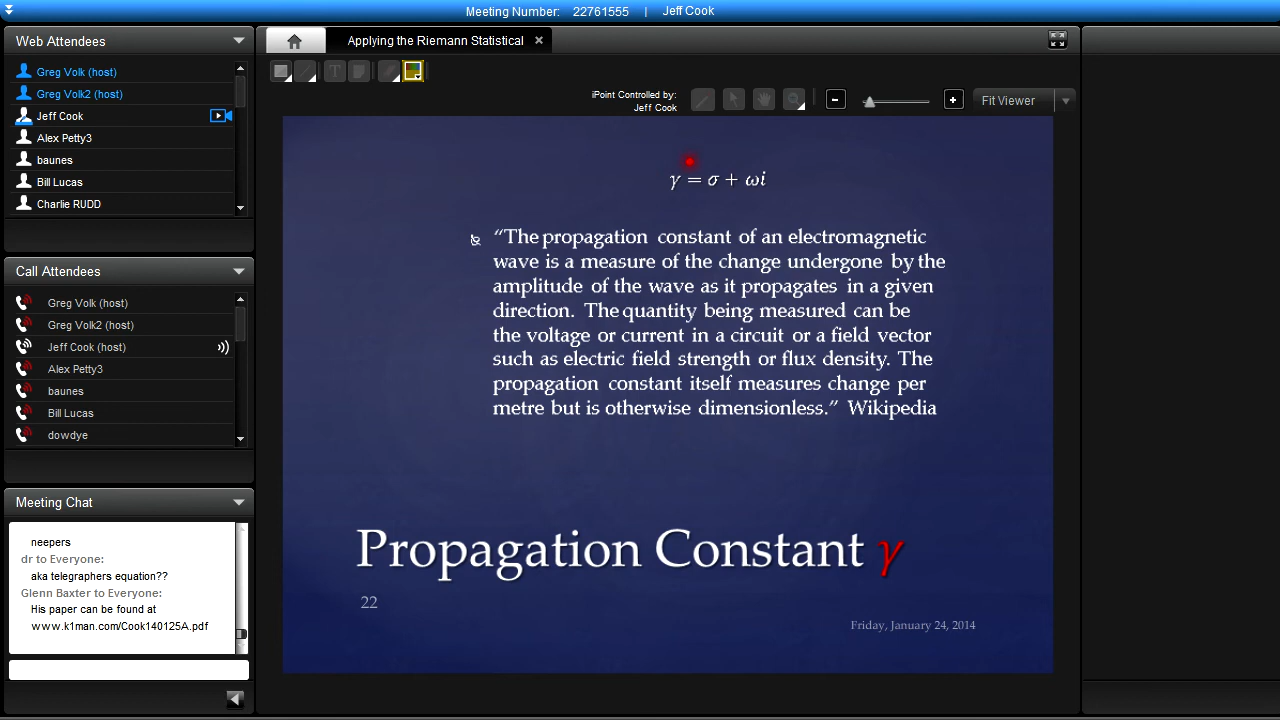 Meeting Number: 22761555 | Jeff Cook
Web Attendees
Greg Volk (host)
Greg Volk2 (host)
Jeff Cook
Alex Petty3
baunes
Bill Lucas
Charlie RUDD
Call Attendees
Greg Volk (host)
Greg Volk2 (host)
Jeff Cook (host)
Alex Petty3
baunes
Bill Lucas
dowdye
Meeting Chat
neepers
dr to Everyone:
aka telegraphers equation??
Glenn Baxter to Everyone:
His paper can be found at
www.k1man.com/Cook140125A.pdf
Applying the Riemann Statistical
T
iPoint Controlled by:
Jeff Cook
Fit Viewer
γ = σ + ωi
“The propagation constant of an electromagnetic
wave is a measure of the change undergone by the
amplitude of the wave as it propagates in a given
direction. The quantity being measured can be
the voltage or current in a circuit or a field vector
such as electric field strength or flux density. The
propagation constant itself measures change per
metre but is otherwise dimensionless.” Wikipedia
Propagation Constant γ
22
Friday, January 24, 2014